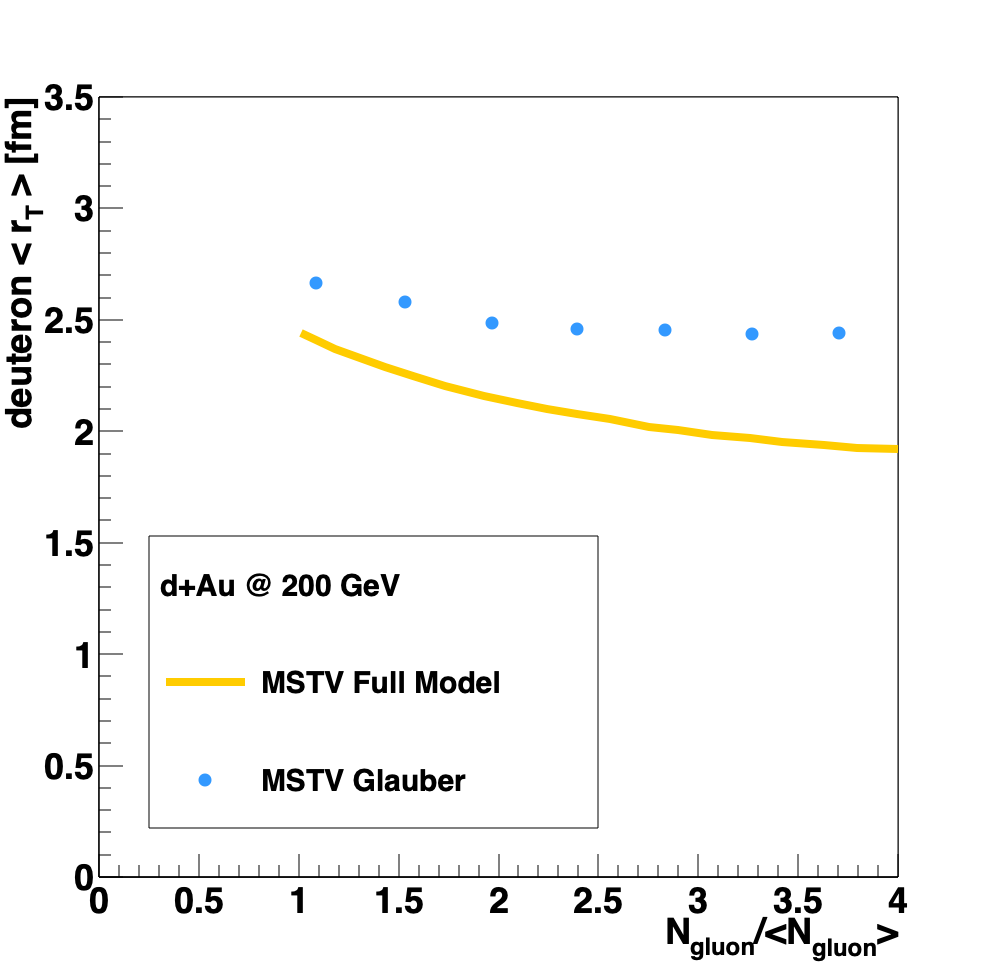 deuteron < r_T > [fm]
3.5
3
2.5
2
1.5
1
0.5
0
d+Au @ 200 GeV
MSTV Full Model
MSTV Glauber
0 0.5 1 1.5 2 2.5 3 3.5 4
N_gluon/<N_gluon>